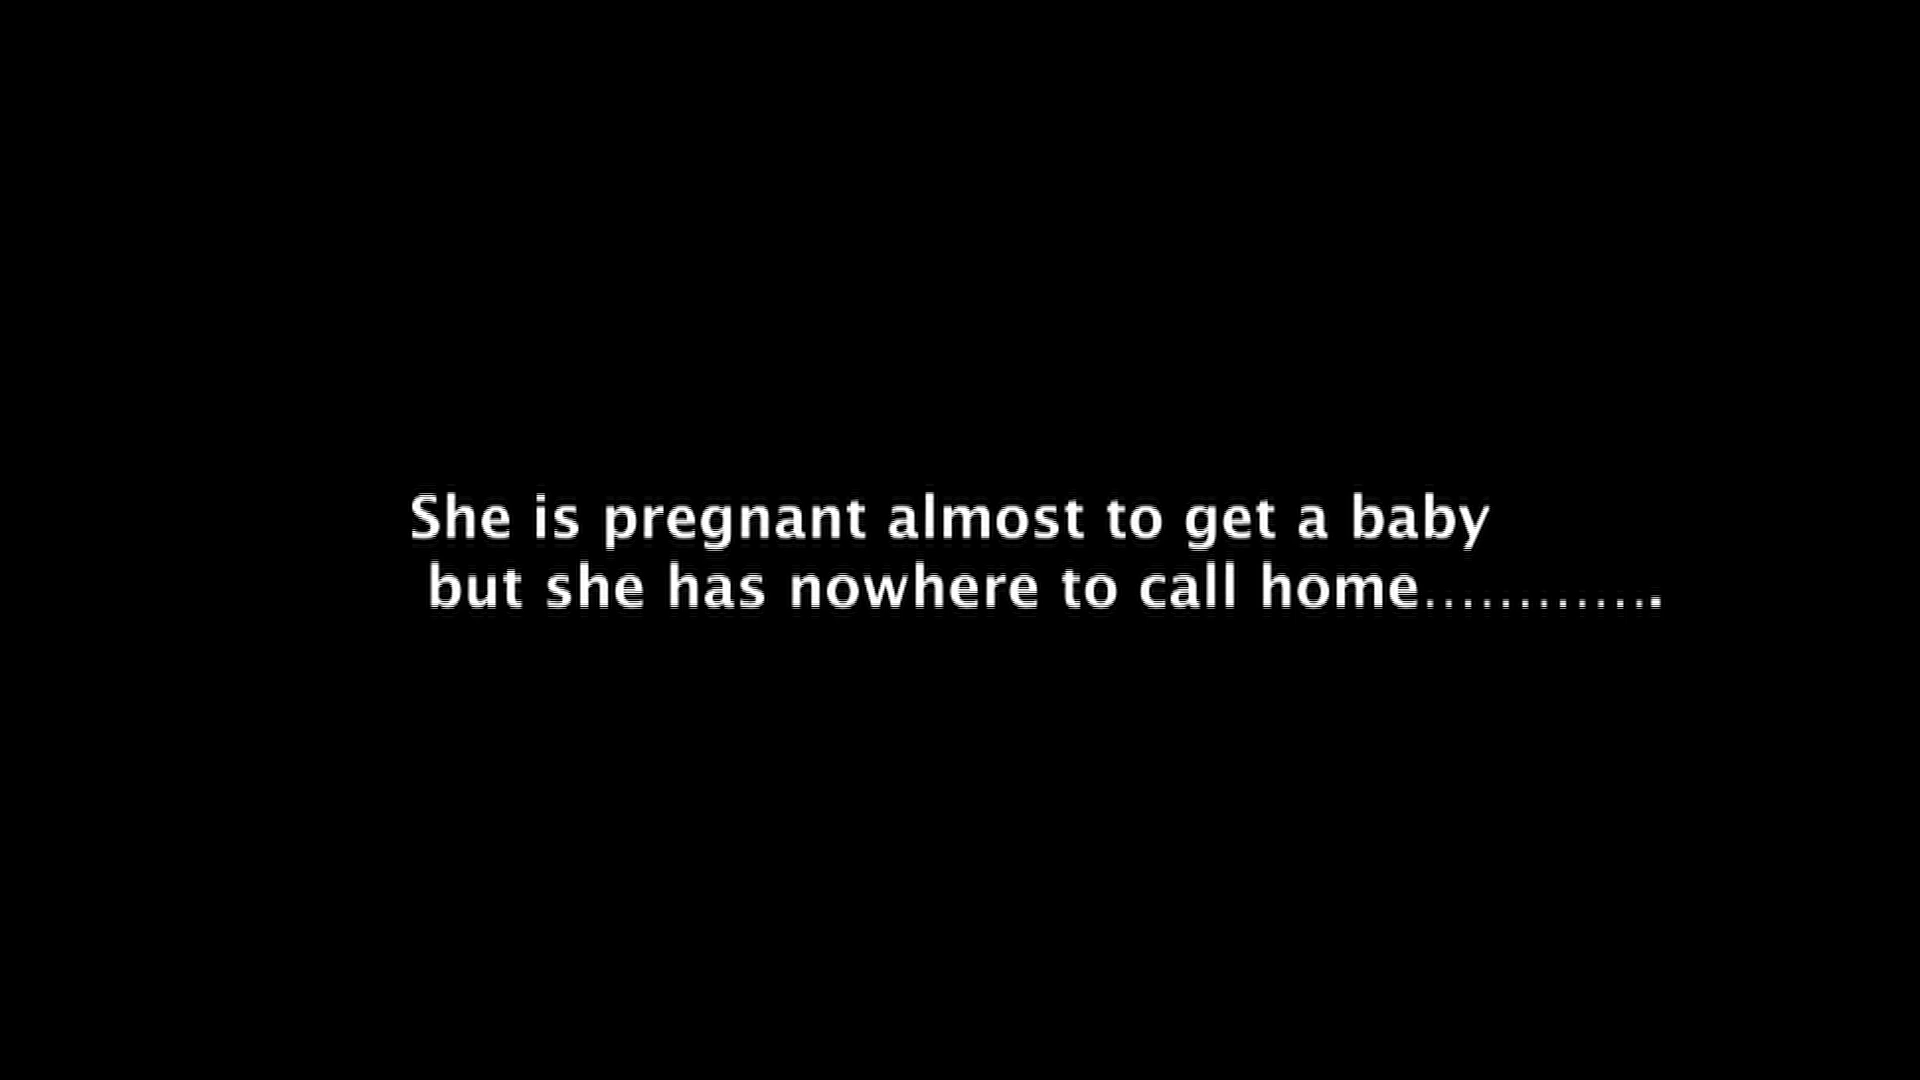 She is pregnant almost to get a baby
but she has nowhere to call home………….